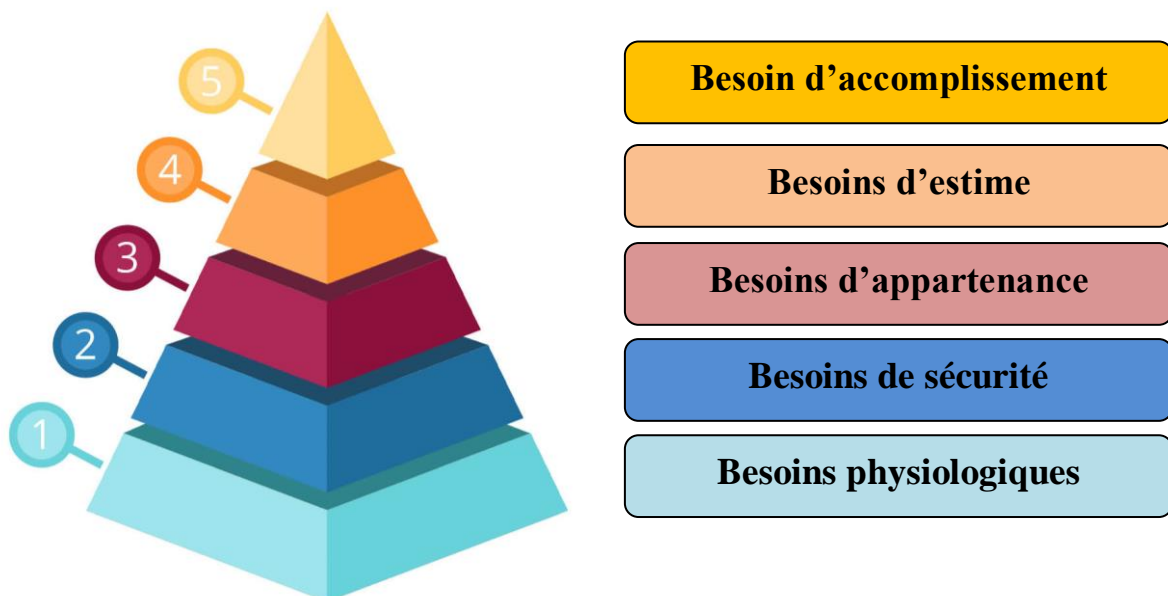 5
Besoin d’accomplissement
4
Besoins d’estime
3
Besoins d’appartenance
2
Besoins de sécurité
1
Besoins physiologiques